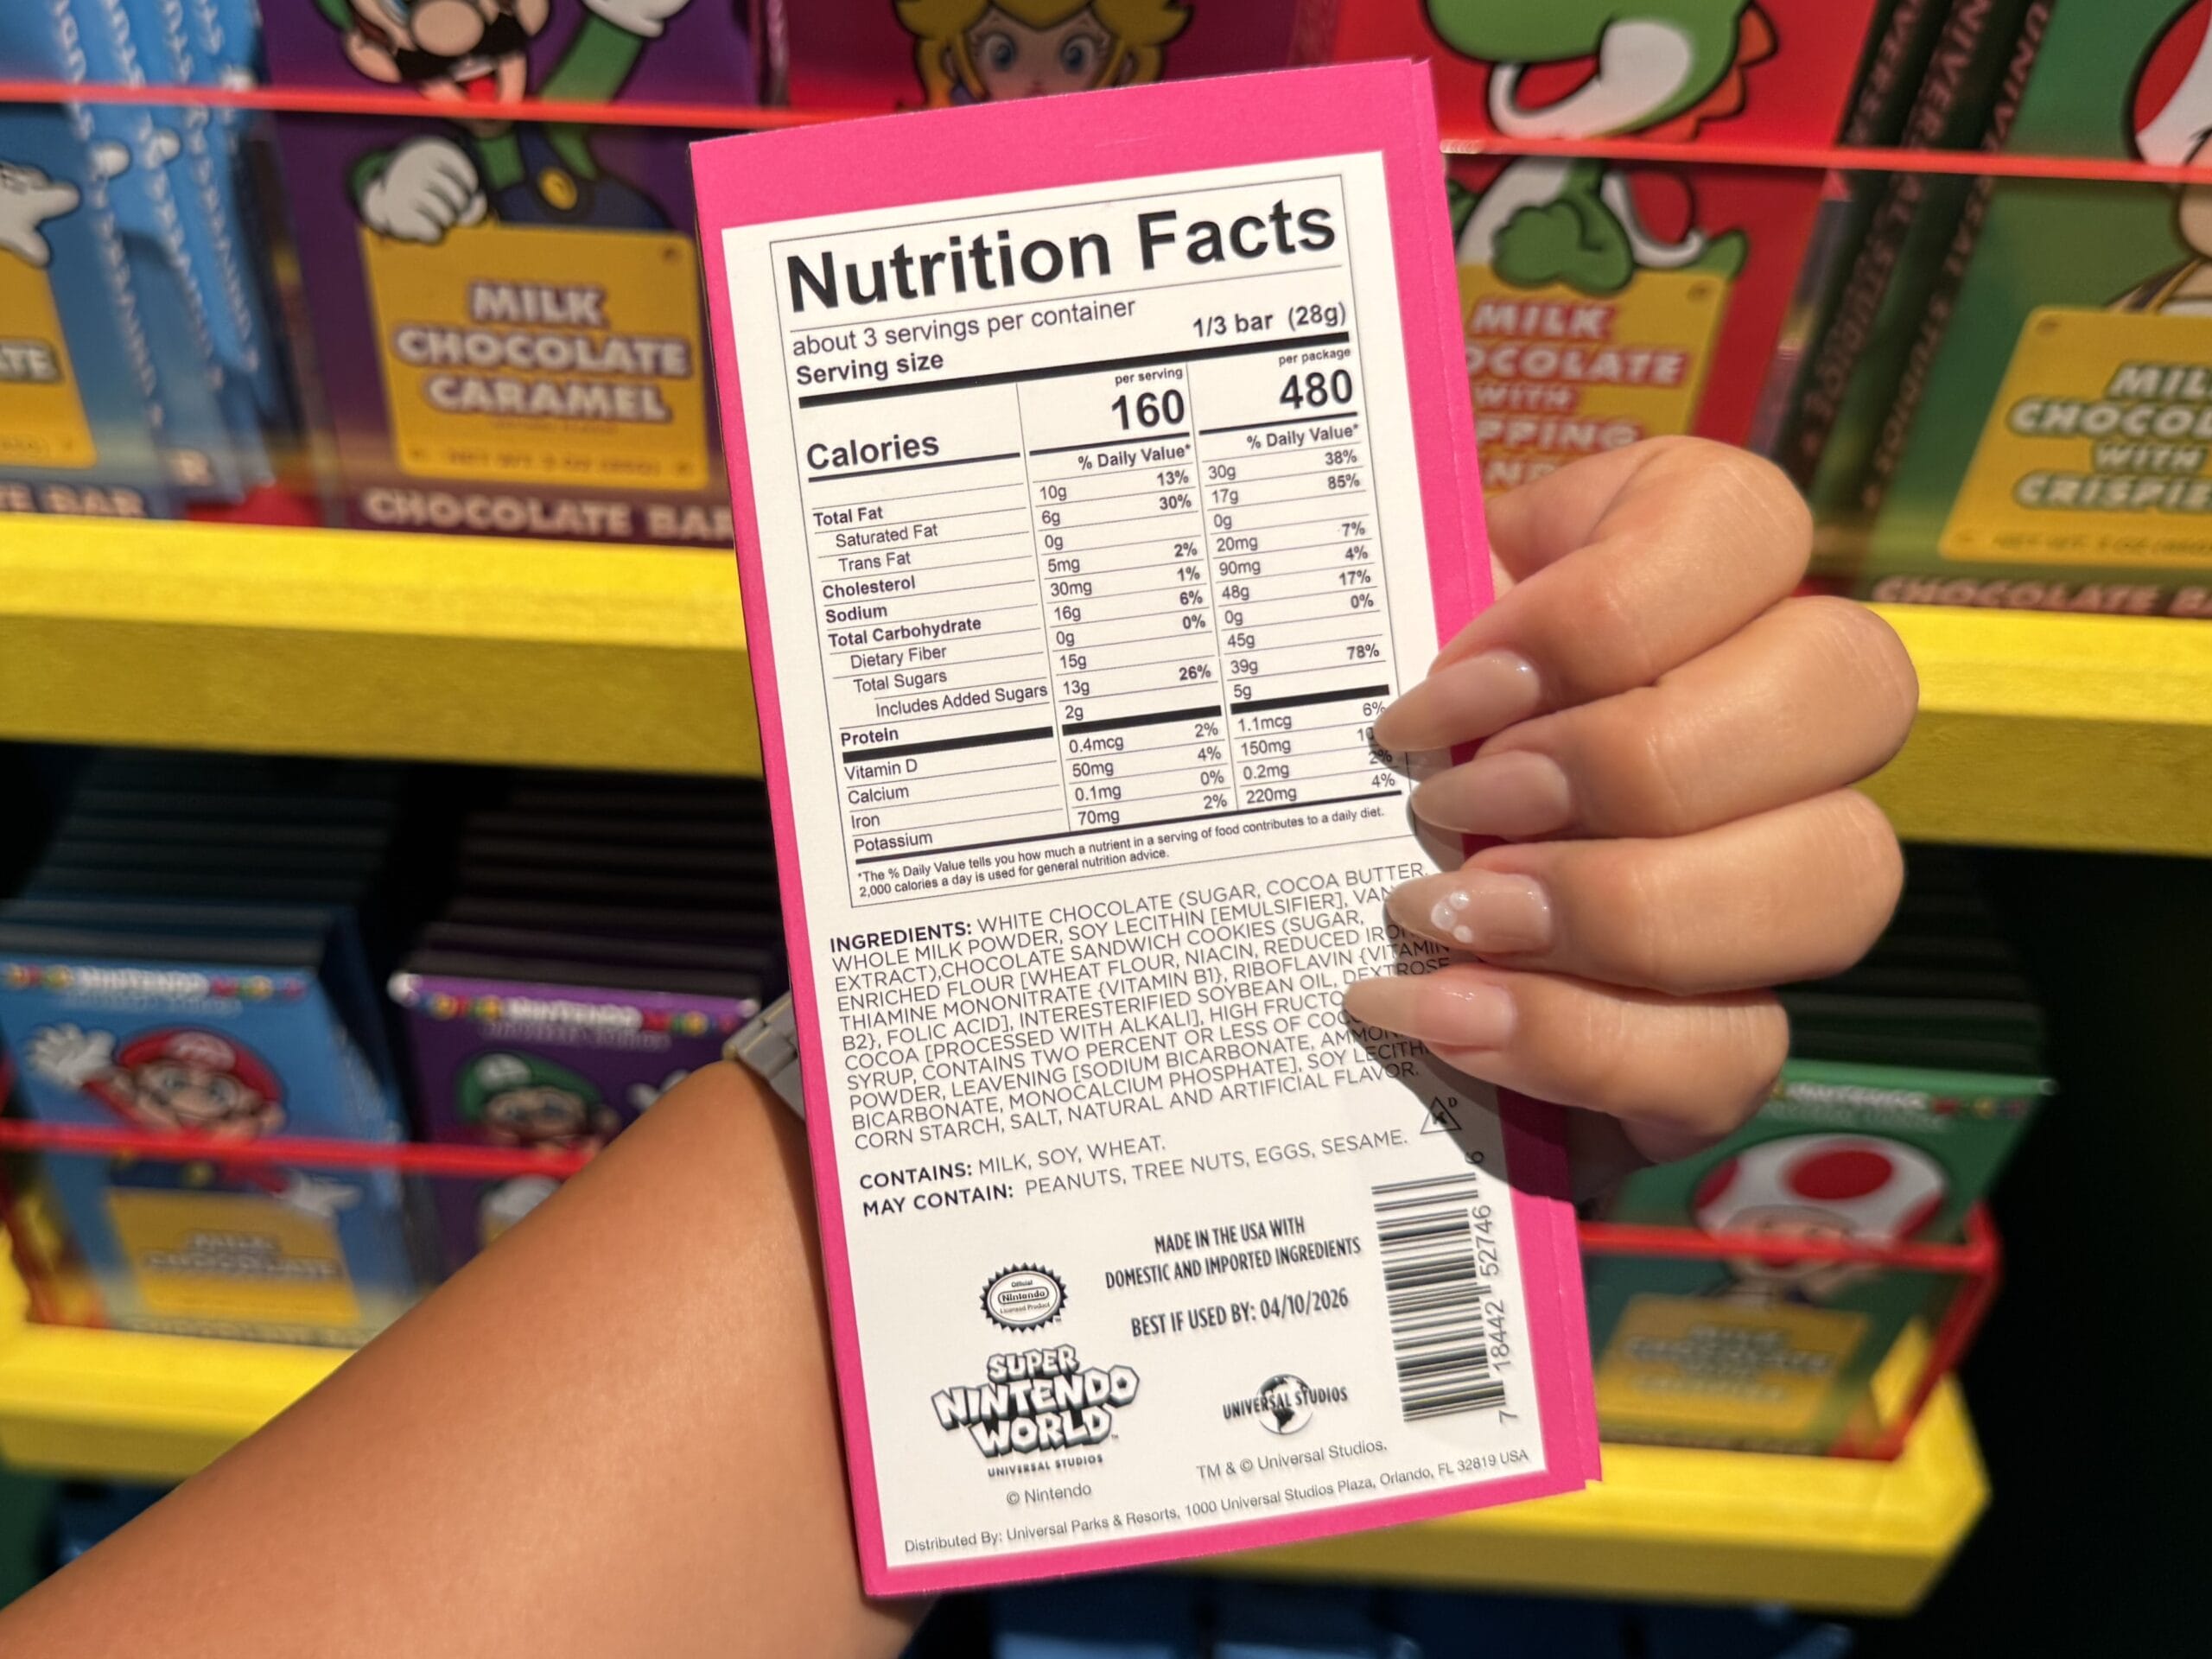 MILK
CHOCOLATE
CARAMEL
CHOCOLATE BAR
MILK
WITH
CHOCOLATE
WITH
Nutrition Facts
about 3 servings per container
Serving size 1/3 bar (28g)
per serving per package
Calories 160 480
% Daily Value* % Daily Value*
Total Fat 10g 13% 30g 38%
Saturated Fat 6g 30% 17g 85%
Trans Fat 0g 0g
Cholesterol 5mg 2% 20mg 7%
Sodium 30mg 1% 90mg 4%
Total Carbohydrate 16g 6% 48g 17%
Dietary Fiber 0g 0% 0g 0%
Total Sugars 15g 45g
Includes Added Sugars 13g 26% 39g 78%
Protein 2g 5g
Vitamin D 0.4mcg 2% 1.1mcg 6%
Calcium 50mg 4% 150mg
Iron 0.1mg 0% 0.2mg 2%
Potassium 70mg 2% 220mg 4%
*The % Daily Value tells you how much a nutrient in a serving of food contributes to a daily diet.
2,000 calories a day is used for general nutrition advice.
INGREDIENTS: WHITE CHOCOLATE (SUGAR, COCOA BUTTER,
WHOLE MILK POWDER, SOY LECITHIN [EMULSIFIER],
EXTRACT),CHOCOLATE SANDWICH COOKIES (SUGAR,
ENRICHED FLOUR [WHEAT FLOUR, NIACIN, REDUCED IRON,
THIAMINE MONONITRATE {VITAMIN B1}, RIBOFLAVIN {VITAMIN
B2}, FOLIC ACID], INTERESTERIFIED SOYBEAN OIL, DEXTROSE
COCOA [PROCESSED WITH ALKALI], HIGH
SYRUP, CONTAINS TWO PERCENT OR LESS OF
POWDER, LEAVENING [SODIUM BICARBONATE,
BICARBONATE, MONOCALCIUM PHOSPHATE], SOY
CORN STARCH, SALT, NATURAL AND ARTIFICIAL FLAVOR.
CONTAINS: MILK, SOY, WHEAT.
MAY CONTAIN: PEANUTS, TREE NUTS, EGGS, SESAME.
K D
MADE IN THE USA WITH
DOMESTIC AND IMPORTED INGREDIENTS
BEST IF USED BY: 04/10/2026
Official
Nintendo
Licensed Product
SUPER
NINTENDO
WORLD™
UNIVERSAL STUDIOS
© Nintendo
UNIVERSAL STUDIOS
TM & © Universal Studios.
Distributed By: Universal Parks & Resorts, 1000 Universal Studios Plaza, Orlando, FL 32819 USA
7 18442 52746 6